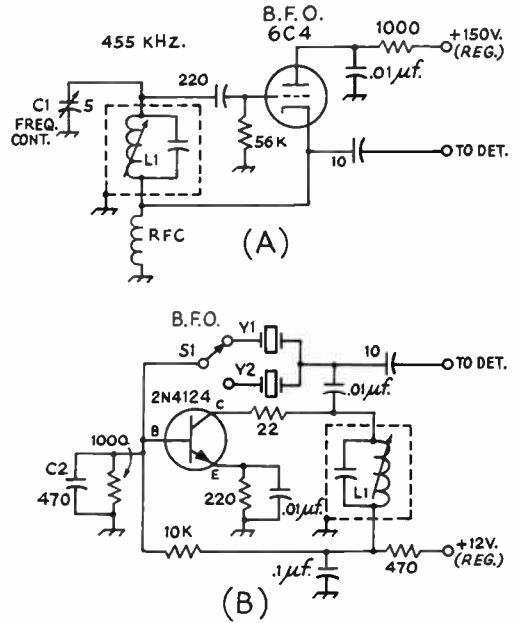 B.F.O.
6C4
455 KHz.
1000
+150V.
(REG.)
.01µf.
220
C1
5
FREQ.
CONT.
L1
56K
10
TO DET.
RFC
(A)
B.F.O.
S1
Y1
Y2
10
TO DET.
.01µf.
2N4124
C
B
E
22
1000
C2
470
220
.01µf.
L1
10K
470
+12V.
(REG.)
.1µf.
(B)